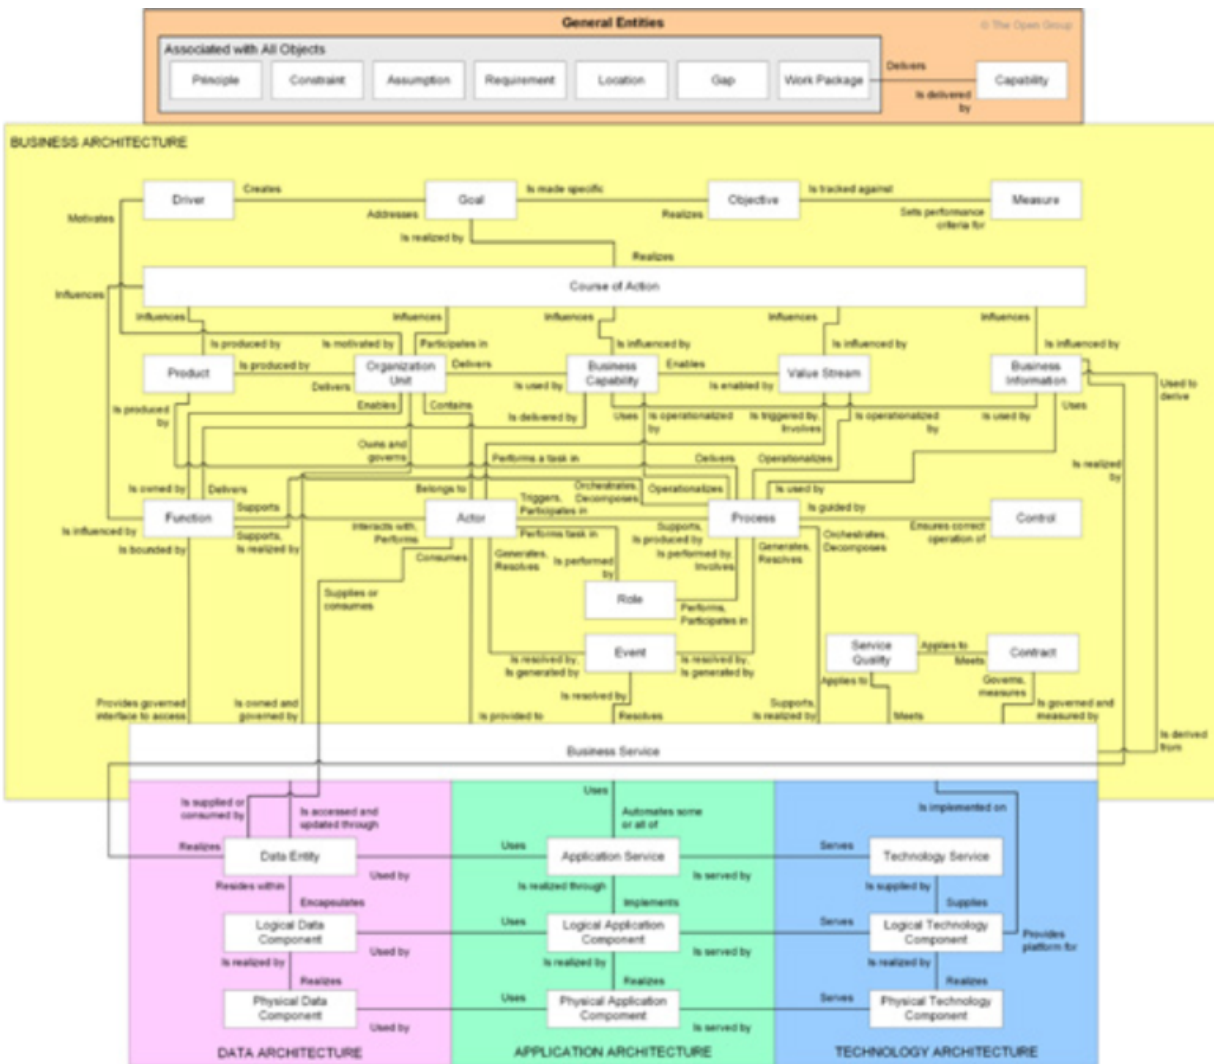 General Entities
© The Open Group
Associated with All Objects
Principle
Constraint
Assumption
Requirement
Location
Gap
Work Package
Delivers
Is delivered
by
Capability
BUSINESS ARCHITECTURE
Driver
Creates
Addresses
Goal
Is made specific
Realizes
Objective
Is tracked against
Sets performance
criteria for
Measure
Motivates
Is realized by
Realizes
Influences
Course of Action
Influences
Influences
Influences
Influences
Influences
Is produced by
Is motivated by
Participates in
Is influenced by
Is influenced by
Is influenced by
Product
Is produced by
Delivers
Organization
Unit
Delivers
Is used by
Business
Capability
Enables
Is enabled by
Value Stream
Business
Information
Used to
derive
Is produced
by
Enables
Contains
Is delivered by
Uses
Is operationalized
by
Is triggered by,
Involves
Is operationalized
by
Is used by
Uses
Owns and
governs
Performs a task in
Delivers
Operationalizes
Is realized
by
Is owned by
Delivers
Belongs to
Orchestrates,
Decomposes
Operationalizes
Is used by
Function
Supports
Supports,
Is realized by
Actor
Triggers,
Participates in
Performs task in
Process
Is guided by
Ensures correct
operation of
Control
Is influenced by
Is bounded by
Interacts with,
Performs
Consumes
Generates,
Resolves
Is performed
by
Supports,
Is produced by
Is performed by,
Involves
Generates,
Resolves
Orchestrates,
Decomposes
Supplies or
consumes
Role
Performs,
Participates in
Event
Is resolved by,
Is generated by
Is resolved by,
Is generated by
Is resolved by
Resolves
Service
Quality
Applies to
Meets
Contract
Applies to
Meets
Governs,
measures
Is governed and
measured by
Provides governed
interface to access
Is owned and
governed by
Is provided to
Supports,
Is realized by
Is derived
from
Business Service
Is supplied or
consumed by
Is accessed and
updated through
Uses
Automates some
or all of
Is implemented on
Realizes
Data Entity
Uses
Used by
Application Service
Serves
Is served by
Technology Service
Resides within
Encapsulates
Is realized through
Implements
Is supplied by
Supplies
Logical Data
Component
Uses
Used by
Logical Application
Component
Serves
Is served by
Logical Technology
Component
Provides
platform for
Is realized by
Realizes
Is realized by
Realizes
Is realized by
Realizes
Physical Data
Component
Uses
Used by
Physical Application
Component
Serves
Is served by
Physical Technology
Component
DATA ARCHITECTURE
APPLICATION ARCHITECTURE
TECHNOLOGY ARCHITECTURE